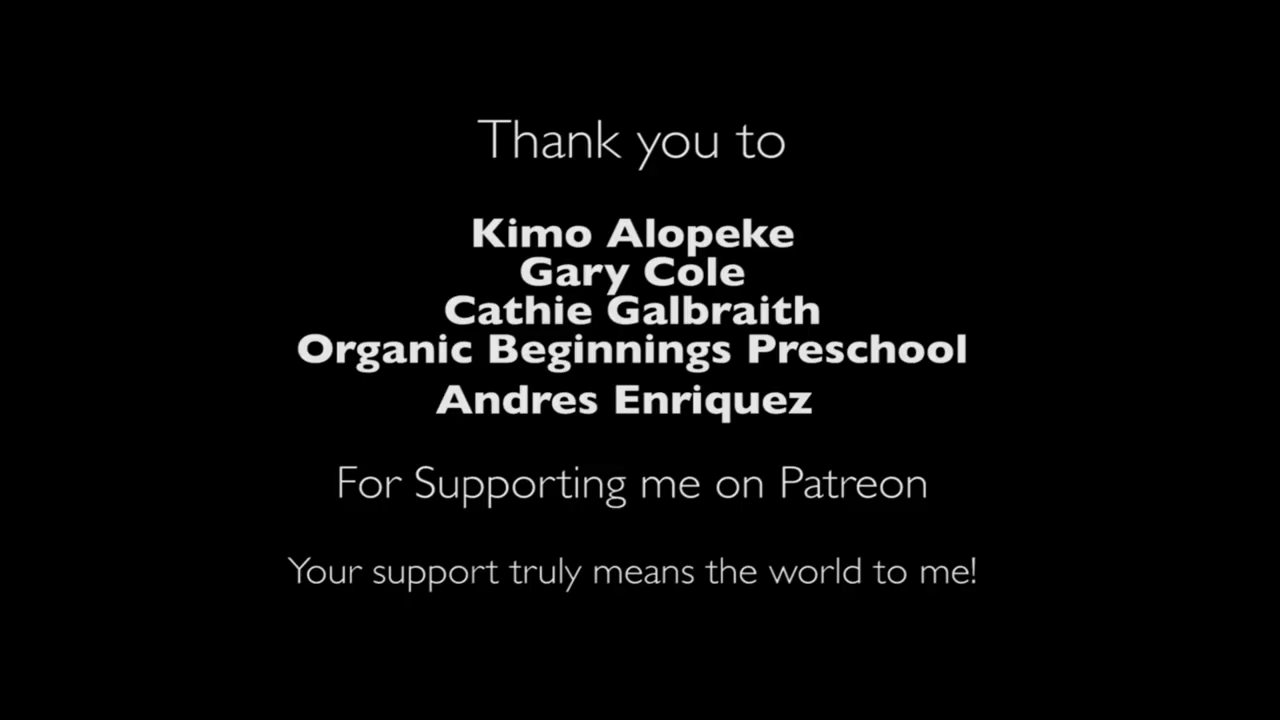 Thank you to
Kimo Alopeke
Gary Cole
Cathie Galbraith
Organic Beginnings Preschool
Andres Enriquez
For Supporting me on Patreon
Your support truly means the world to me!